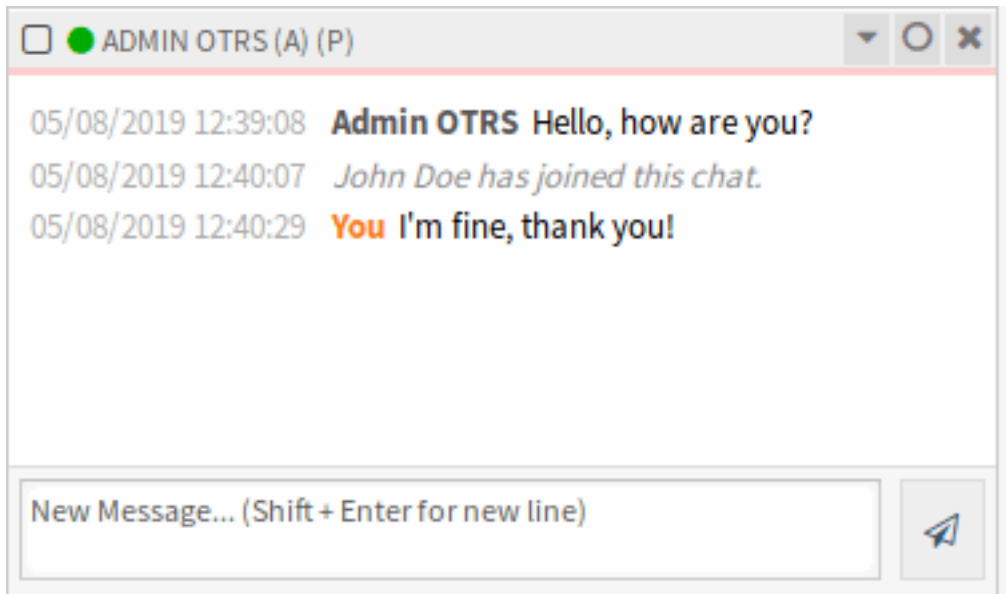 ADMIN OTRS (A) (P)
05/08/2019 12:39:08 Admin OTRS Hello, how are you?
05/08/2019 12:40:07 John Doe has joined this chat.
05/08/2019 12:40:29 You I'm fine, thank you!
New Message... (Shift + Enter for new line)